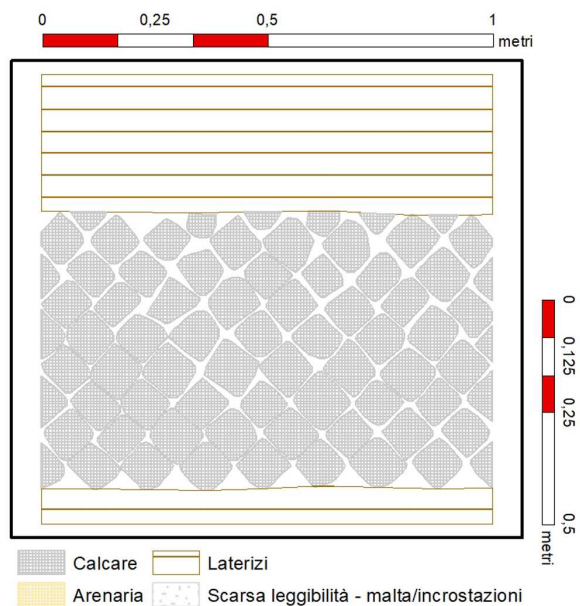 0 0,25 0,5 1
metri
0
0,125
0,25
0,5
metri
Calcare Laterizi
Arenaria Scarsa leggibilità - malta/incrostazioni